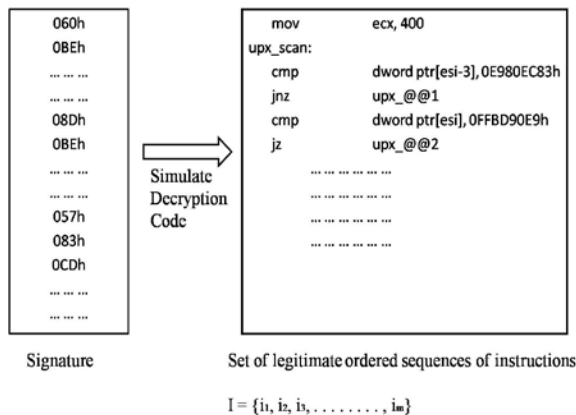 060h
0BEh
... ... ...
... ... ...
08Dh
0BEh
... ... ...
... ... ...
057h
083h
0CDh
... ... ...
... ... ...
Signature
Simulate
Decryption
Code
mov ecx, 400
upx_scan:
cmp dword ptr[esi-3], 0E980EC83h
jnz upx_@@1
cmp dword ptr[esi], 0FFBD90E9h
jz upx_@@2
... ... ... ... ... ...
... ... ... ... ... ...
... ... ... ... ... ...
... ... ... ... ... ...
Set of legitimate ordered sequences of instructions
I = {i₁, i₂, i₃, . . . . . . . . , iₘ}